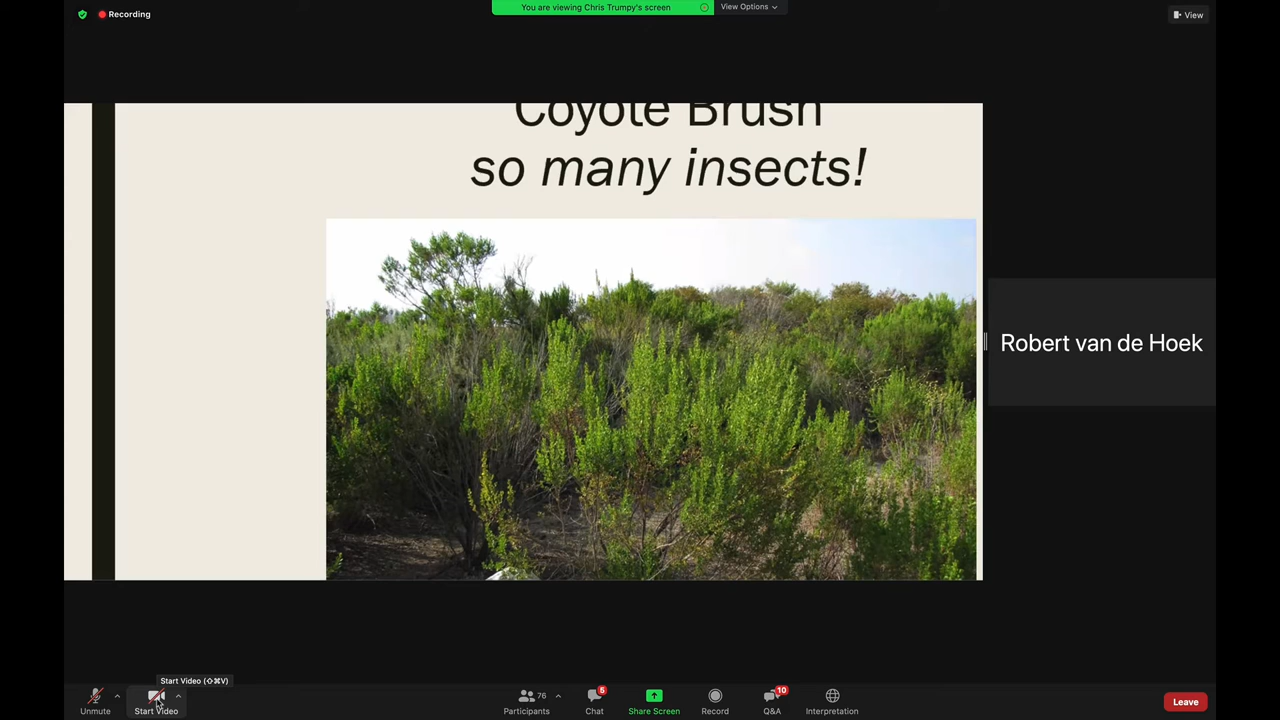 Recording
You are viewing Chris Trumpy's screen
View Options
View
Coyote Brush
so many insects!
Robert van de Hoek
Start Video (⇧⌘V)
Unmute
Start Video
76
Participants
5
Chat
Share Screen
Record
10
Q&A
Interpretation
Leave